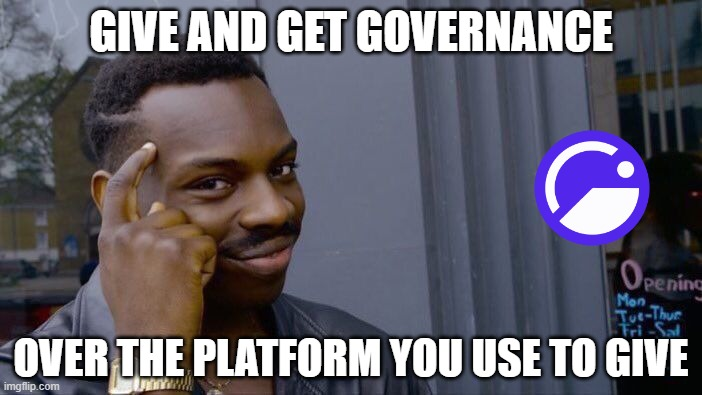 GIVE AND GET GOVERNANCE
Opening
Mon
Tue-Thur
Fri-Sat
OVER THE PLATFORM YOU USE TO GIVE
imgflip.com